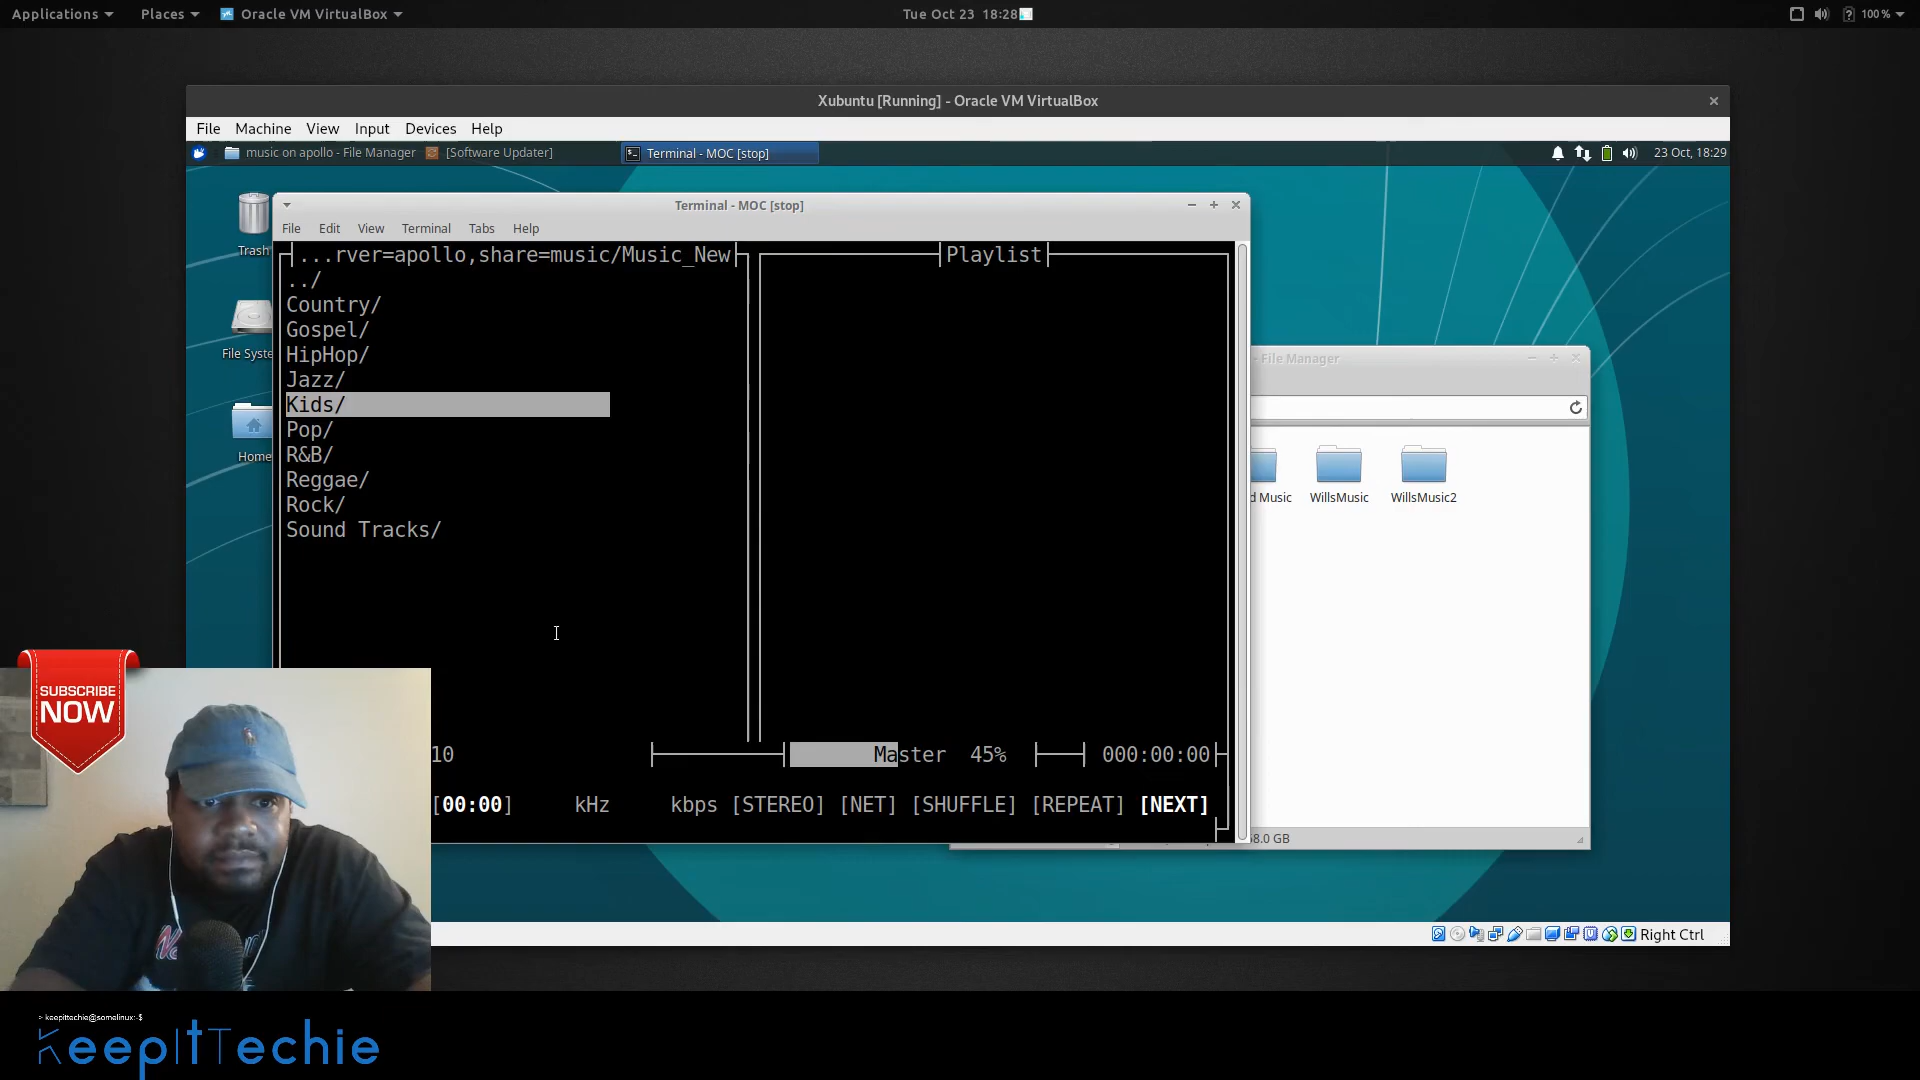 Applications Places Oracle VM VirtualBox Tue Oct 23 18:28 100%
Xubuntu [Running] - Oracle VM VirtualBox
File Machine View Input Devices Help
music on apollo - File Manager [Software Updater] Terminal - MOC [stop] 23 Oct, 18:29
Terminal - MOC [stop]
File Edit View Terminal Tabs Help
...rver=apollo,share=music/Music_New Playlist
../
Country/
Gospel/
HipHop/
Jazz/
Kids/
Pop/
R&B/
Reggae/
Rock/
Sound Tracks/
10 Master 45% 000:00:00
[00:00] kHz kbps [STEREO] [NET] [SHUFFLE] [REPEAT] [NEXT]
Trash
File Syste
Home
- File Manager
d Music WillsMusic WillsMusic2
8.0 GB
Right Ctrl
SUBSCRIBE
NOW
> keepittechie@somelinux:-$
KeepItTechie